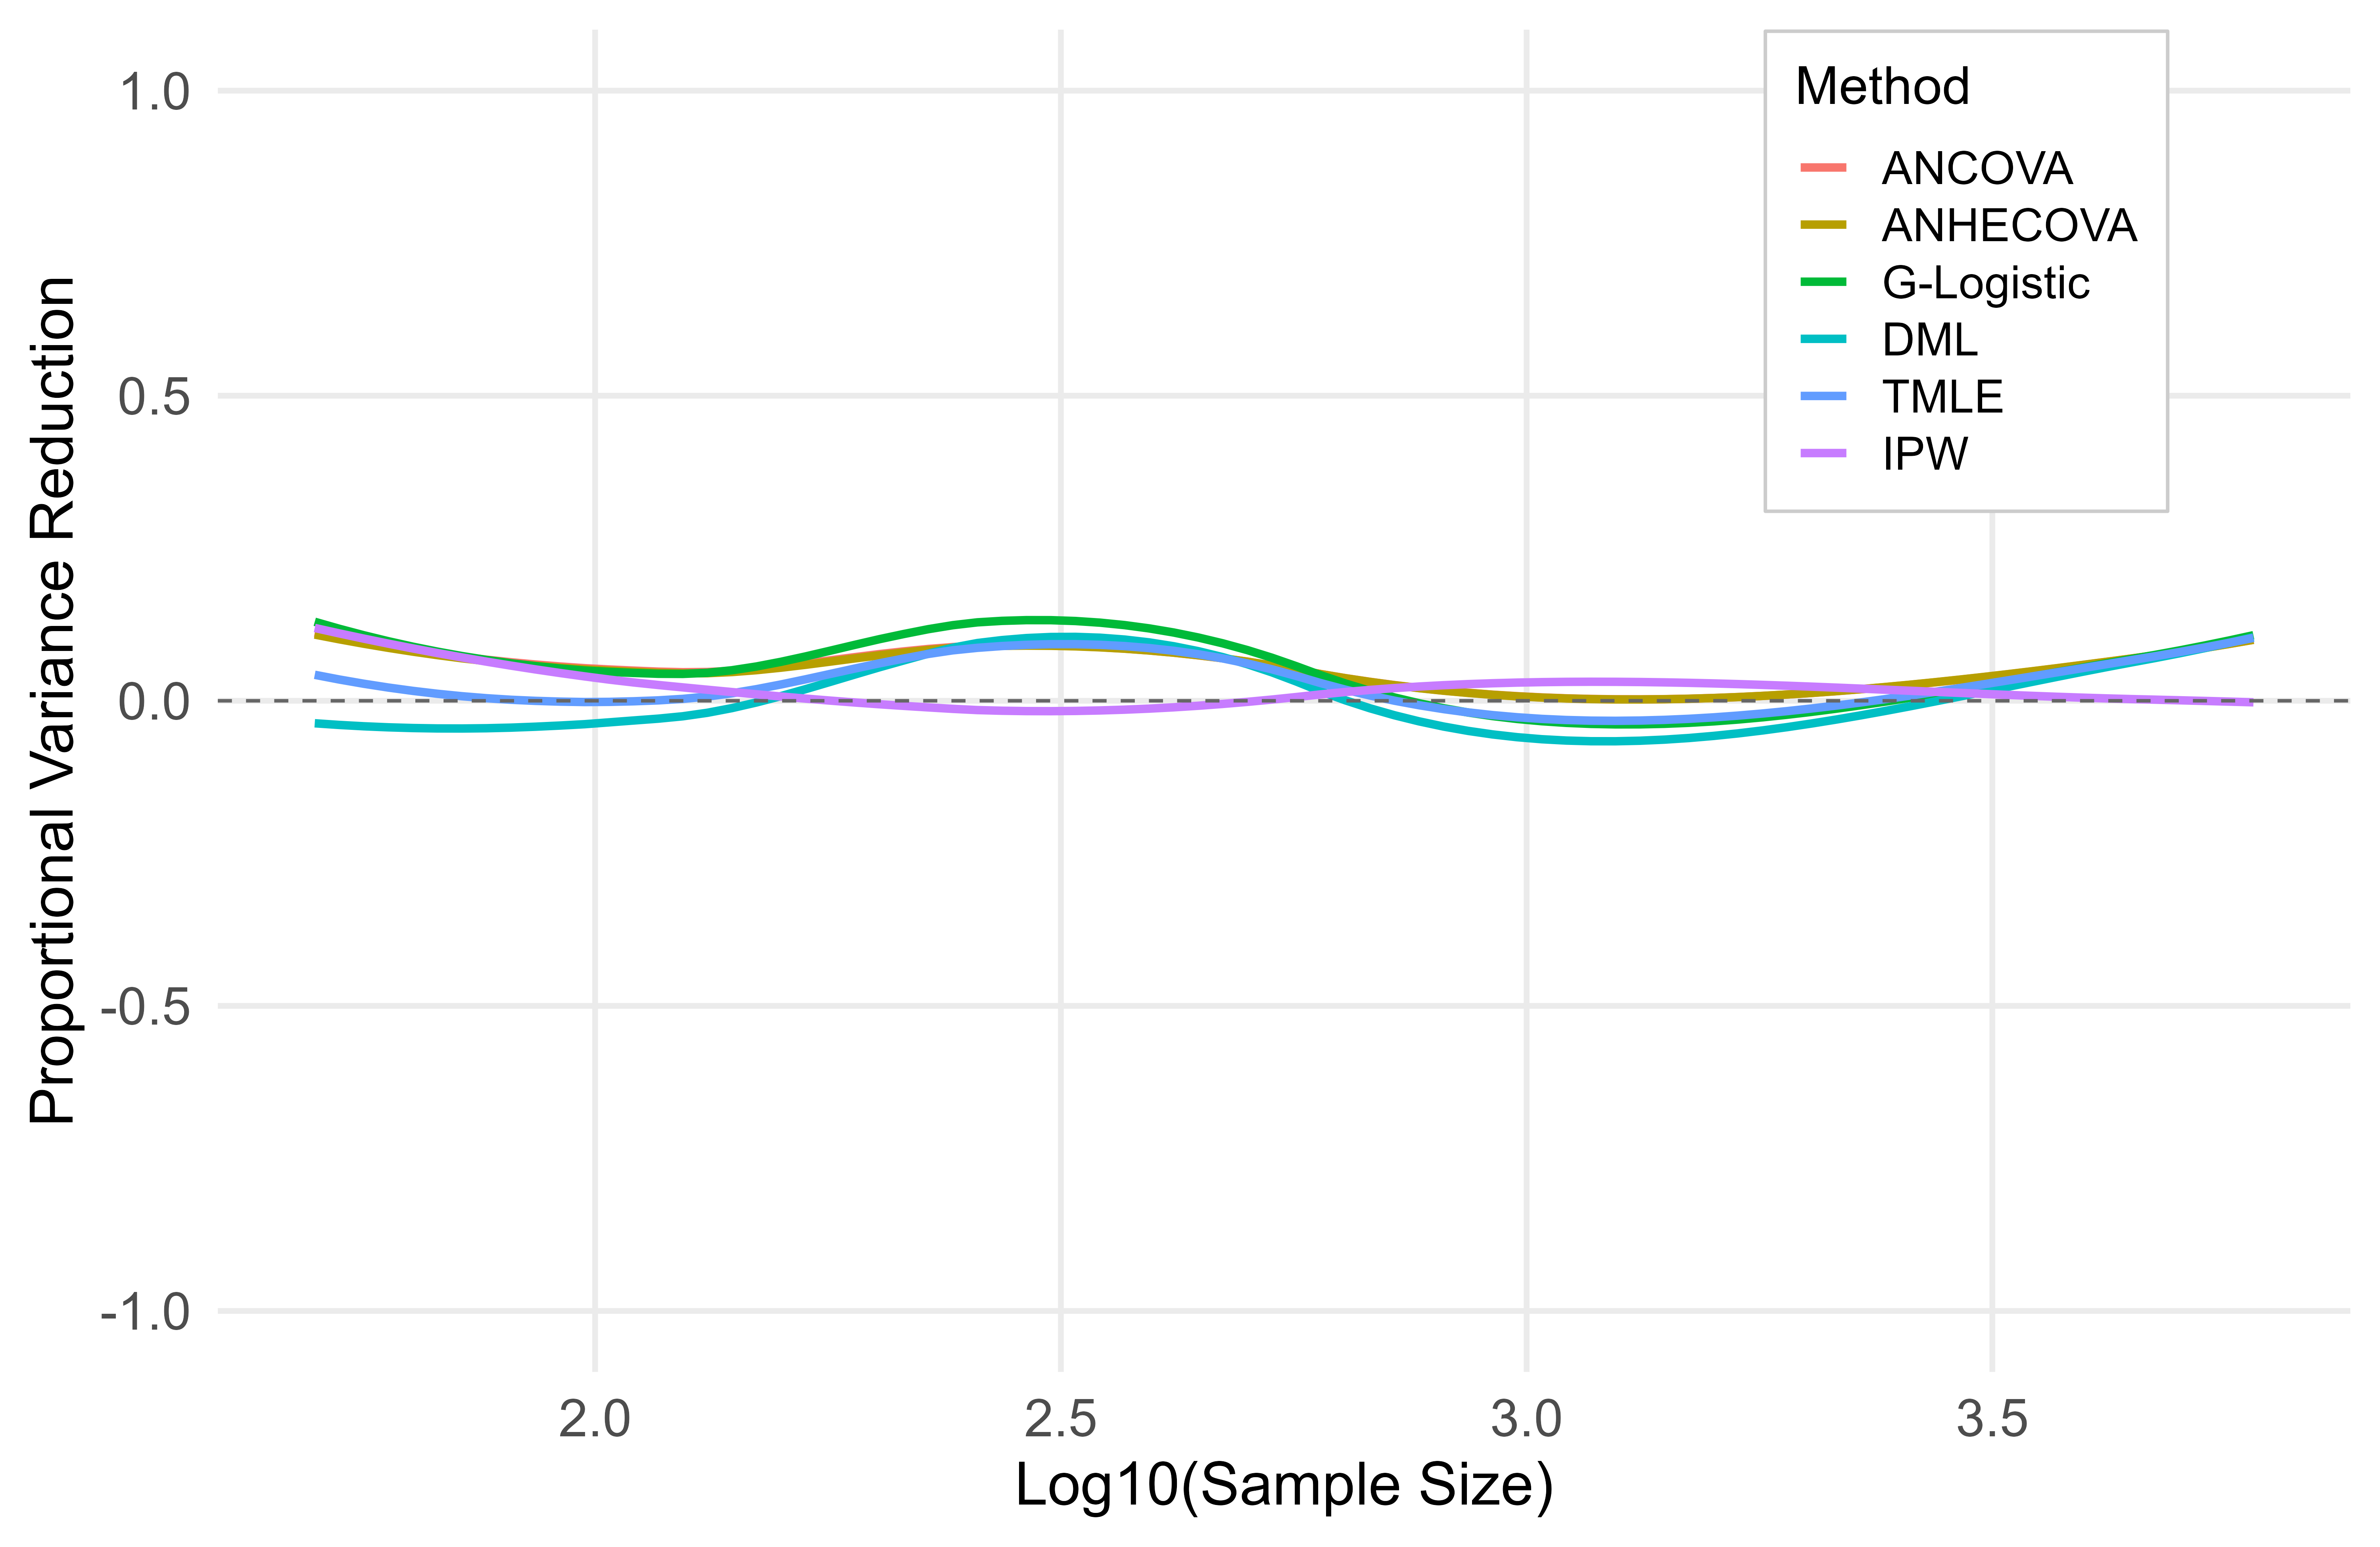 Proportional Variance Reduction
1.0
0.5
0.0
-0.5
-1.0
Method
ANCOVA
ANHECOVA
G-Logistic
DML
TMLE
IPW
2.0
2.5
3.0
3.5
Log10(Sample Size)